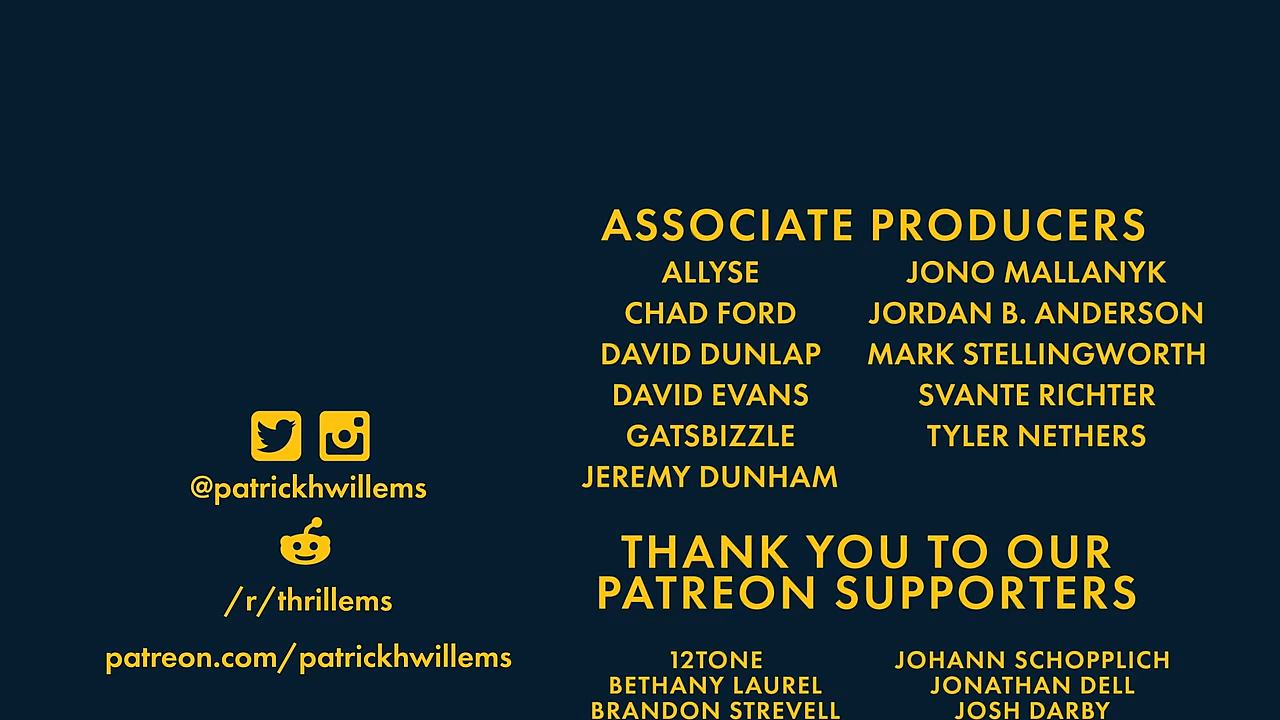 ASSOCIATE PRODUCERS
ALLYSE
CHAD FORD
DAVID DUNLAP
DAVID EVANS
GATSBIZZLE
JEREMY DUNHAM
JONO MALLANYK
JORDAN B. ANDERSON
MARK STELLINGWORTH
SVANTE RICHTER
TYLER NETHERS
THANK YOU TO OUR
PATREON SUPPORTERS
12TONE
BETHANY LAUREL
BRANDON STREVELL
JOHANN SCHOPPLICH
JONATHAN DELL
JOSH DARBY
@patrickhwillems
/r/thrillems
patreon.com/patrickhwillems